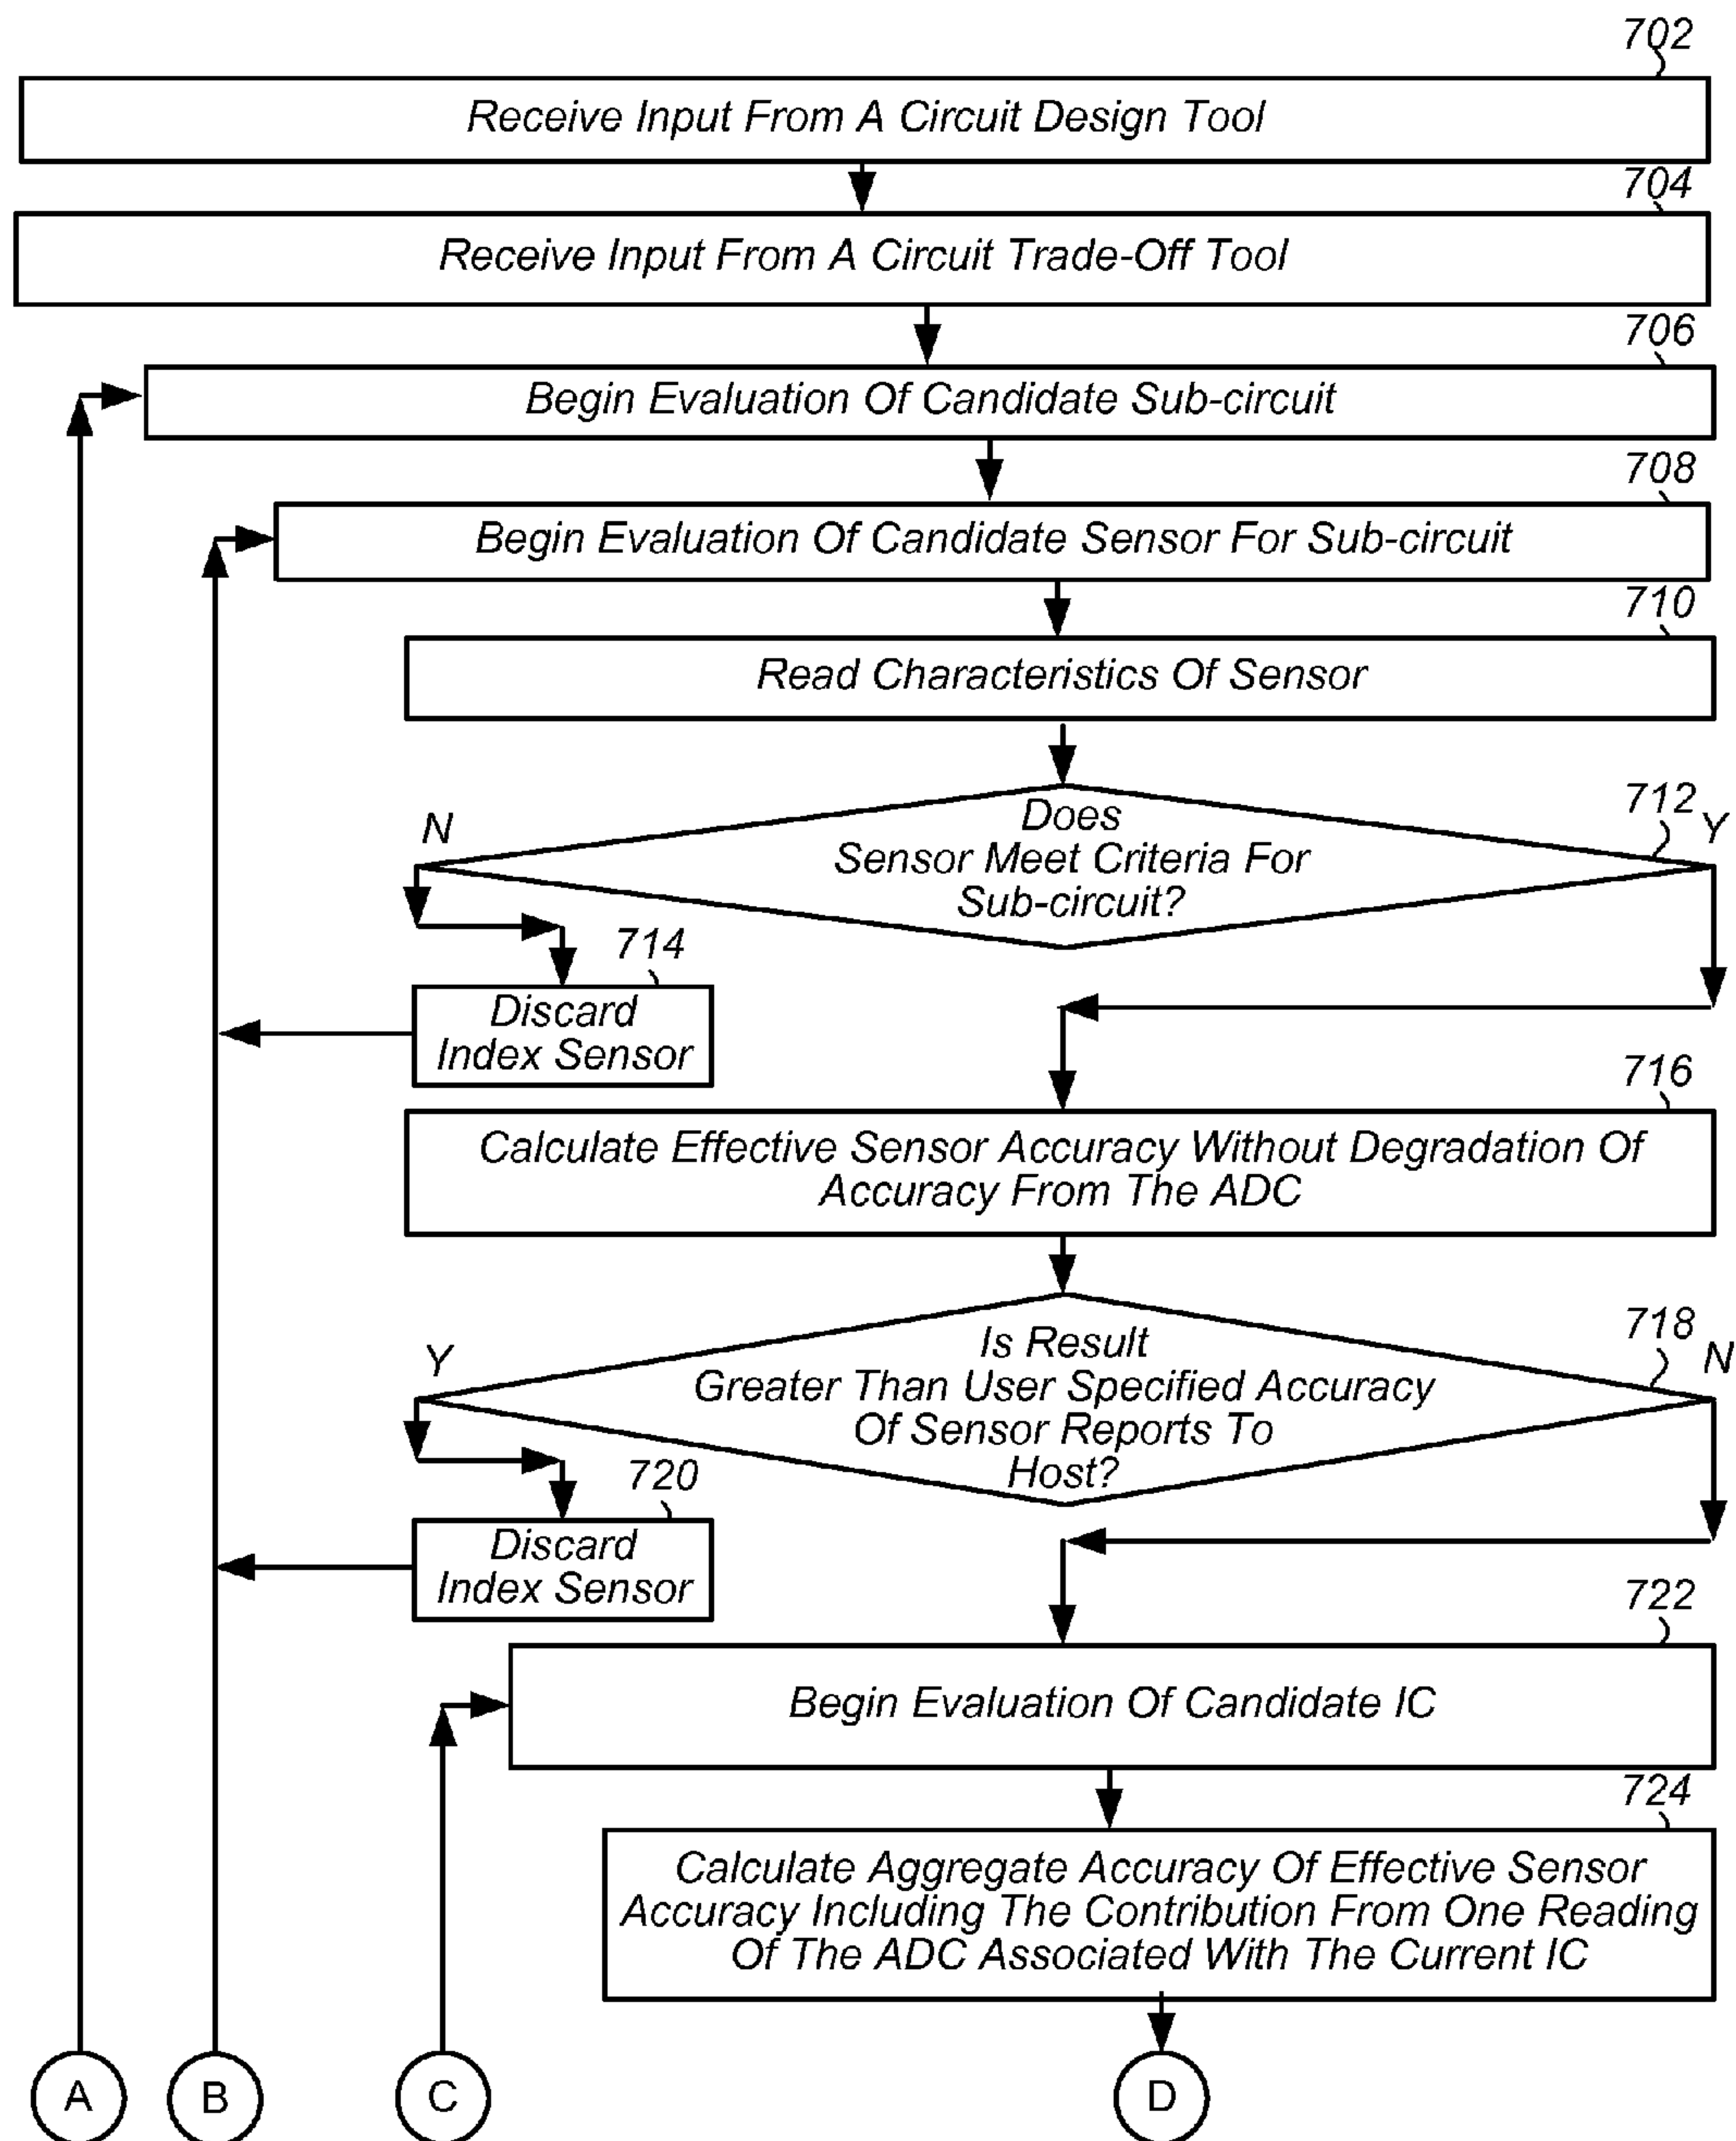 702
Receive Input From A Circuit Design Tool
704
Receive Input From A Circuit Trade-Off Tool
706
Begin Evaluation Of Candidate Sub-circuit
708
Begin Evaluation Of Candidate Sensor For Sub-circuit
710
Read Characteristics Of Sensor
712
N
Y
Does
Sensor Meet Criteria For
Sub-circuit?
714
Discard
Index Sensor
716
Calculate Effective Sensor Accuracy Without Degradation Of
Accuracy From The ADC
718
Y
N
Is Result
Greater Than User Specified Accuracy
Of Sensor Reports To
Host?
720
Discard
Index Sensor
722
Begin Evaluation Of Candidate IC
724
Calculate Aggregate Accuracy Of Effective Sensor
Accuracy Including The Contribution From One Reading
Of The ADC Associated With The Current IC
A
B
C
D